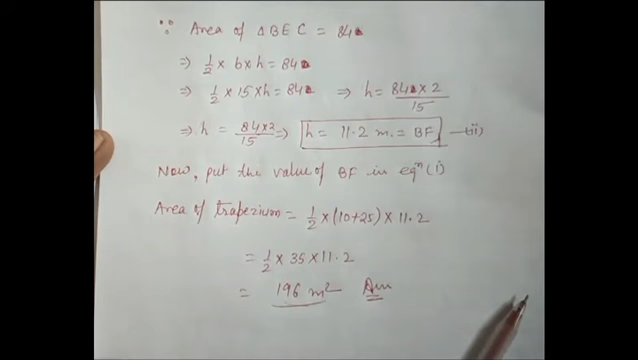 ∵ Area of ΔBEC = 84
⇒ 1/2 × b × h = 84
⇒ 1/2 × 15 × h = 84 ⇒ h = 84 × 2/15
⇒ h = 84×2/15 ⇒ h = 11.2 m. = BF —(ii)
Now, put the value of BF in eqⁿ (i)
Area of trapezium = 1/2 × (10+25) × 11.2
= 1/2 × 35 × 11.2
= 196 m² Ans